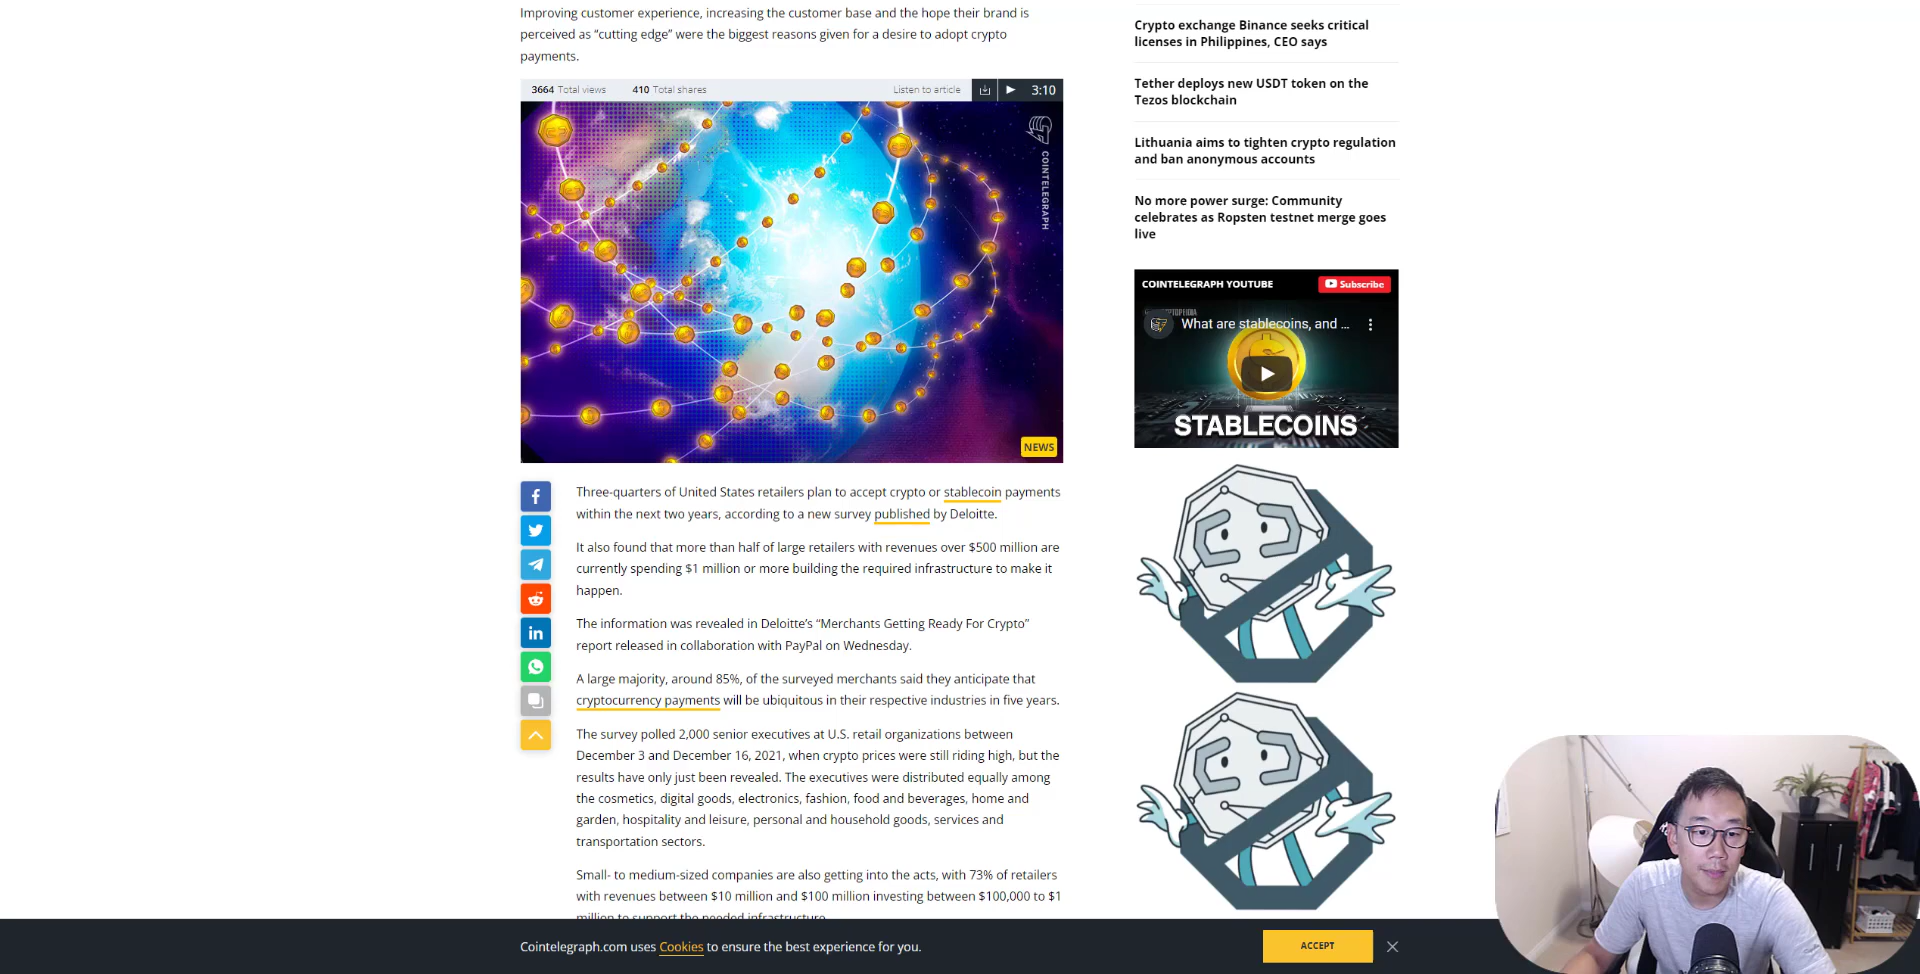 Improving customer experience, increasing the customer base and the hope their brand is
perceived as “cutting edge” were the biggest reasons given for a desire to adopt crypto
payments.
3664 Total views 410 Total shares Listen to article 3:10
COINTELEGRAPH
NEWS
Three-quarters of United States retailers plan to accept crypto or stablecoin payments
within the next two years, according to a new survey published by Deloitte.
It also found that more than half of large retailers with revenues over $500 million are
currently spending $1 million or more building the required infrastructure to make it
happen.
The information was revealed in Deloitte’s “Merchants Getting Ready For Crypto”
report released in collaboration with PayPal on Wednesday.
A large majority, around 85%, of the surveyed merchants said they anticipate that
cryptocurrency payments will be ubiquitous in their respective industries in five years.
The survey polled 2,000 senior executives at U.S. retail organizations between
December 3 and December 16, 2021, when crypto prices were still riding high, but the
results have only just been revealed. The executives were distributed equally among
the cosmetics, digital goods, electronics, fashion, food and beverages, home and
garden, hospitality and leisure, personal and household goods, services and
transportation sectors.
Small- to medium-sized companies are also getting into the acts, with 73% of retailers
with revenues between $10 million and $100 million investing between $100,000 to $1
million to support the needed infrastructure
Crypto exchange Binance seeks critical
licenses in Philippines, CEO says
Tether deploys new USDT token on the
Tezos blockchain
Lithuania aims to tighten crypto regulation
and ban anonymous accounts
No more power surge: Community
celebrates as Ropsten testnet merge goes
live
COINTELEGRAPH YOUTUBE Subscribe
What are stablecoins, and ...
STABLECOINS
Cointelegraph.com uses Cookies to ensure the best experience for you.
ACCEPT